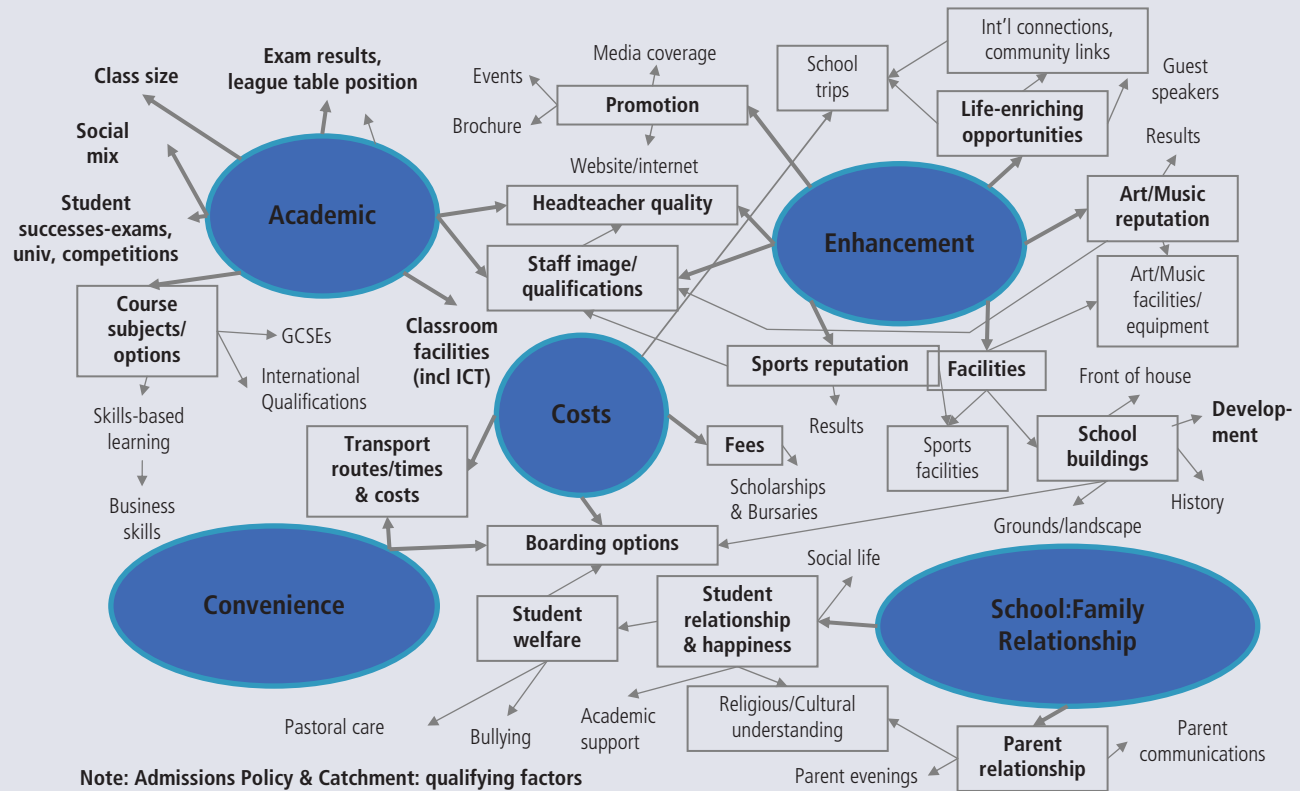 Exam results,
league table position
Class size
Social
mix
Student
successes-exams,
univ, competitions
Academic
Course
subjects/
options
GCSEs
International
Qualifications
Skills-based
learning
Business
skills
Classroom
facilities
(incl ICT)
Media coverage
Events
Promotion
Brochure
Website/internet
Headteacher quality
Staff image/
qualifications
School
trips
Int'l connections,
community links
Life-enriching
opportunities
Guest
speakers
Results
Art/Music
reputation
Enhancement
Art/Music
facilities/
equipment
Sports reputation
Facilities
Results
Sports
facilities
Front of house
Develop-
ment
School
buildings
History
Grounds/landscape
Costs
Transport
routes/times
& costs
Fees
Scholarships
& Bursaries
Boarding options
Convenience
Student
welfare
Student
relationship
& happiness
Social life
School:Family
Relationship
Pastoral care
Bullying
Academic
support
Religious/Cultural
understanding
Parent evenings
Parent
relationship
Parent
communications
Note: Admissions Policy & Catchment: qualifying factors